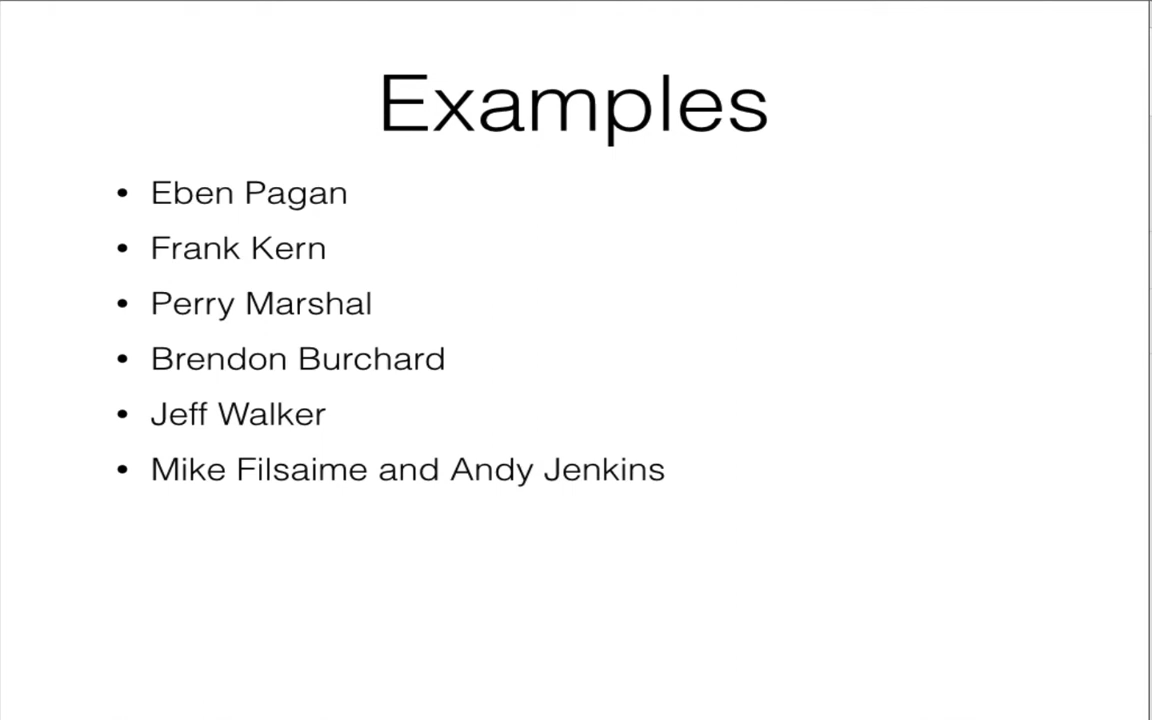 Examples
• Eben Pagan
• Frank Kern
• Perry Marshal
• Brendon Burchard
• Jeff Walker
• Mike Filsaime and Andy Jenkins